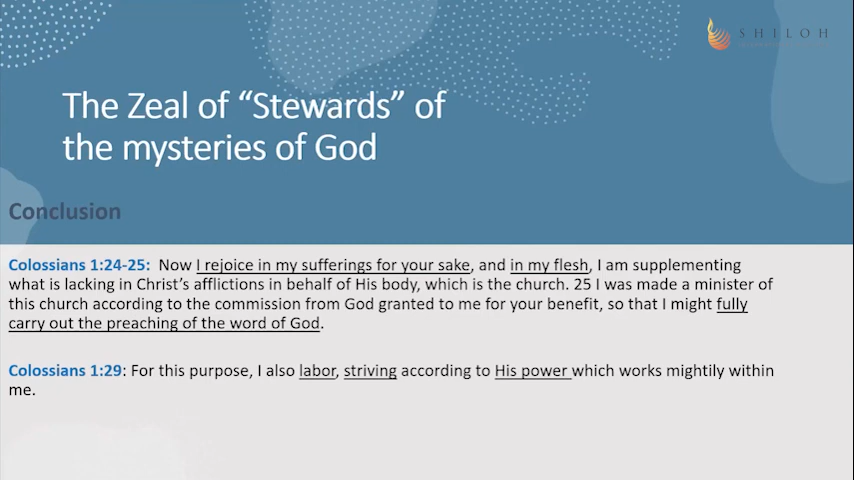 SHILOH
The Zeal of “Stewards” of
the mysteries of God
Conclusion
Colossians 1:24-25:  Now I rejoice in my sufferings for your sake, and in my flesh, I am supplementing
what is lacking in Christ’s afflictions in behalf of His body, which is the church. 25 I was made a minister of
this church according to the commission from God granted to me for your benefit, so that I might fully
carry out the preaching of the word of God.
Colossians 1:29: For this purpose, I also labor, striving according to His power which works mightily within
me.